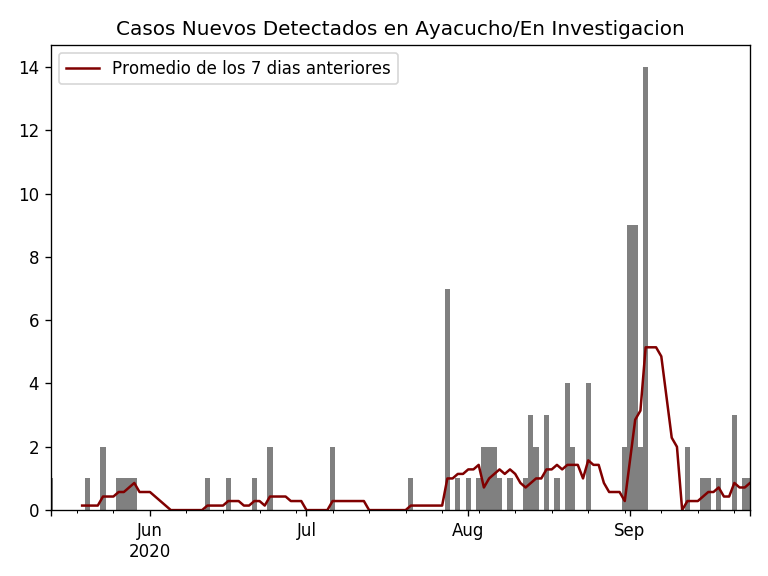 Casos Nuevos Detectados en Ayacucho/En Investigacion
Promedio de los 7 dias anteriores
14
12
10
8
6
4
2
0
Jun
2020
Jul
Aug
Sep